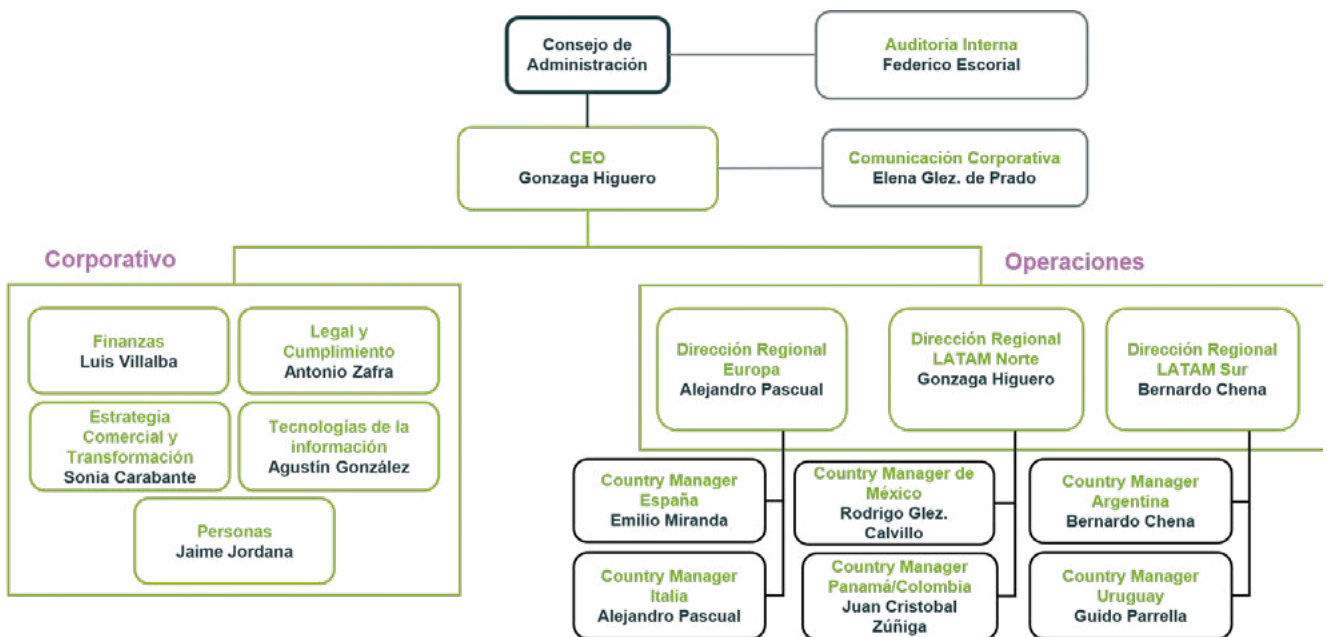 Consejo de
Administración
Auditoría Interna
Federico Escorial
CEO
Gonzaga Higuero
Comunicación Corporativa
Elena Glez. de Prado
Corporativo
Operaciones
Finanzas
Luis Villalba
Legal y
Cumplimiento
Antonio Zafra
Estrategia
Comercial y
Transformación
Sonia Carabante
Tecnologías de la
información
Agustín González
Personas
Jaime Jordana
Dirección Regional
Europa
Alejandro Pascual
Dirección Regional
LATAM Norte
Gonzaga Higuero
Dirección Regional
LATAM Sur
Bernardo Chena
Country Manager
España
Emilio Miranda
Country Manager de
México
Rodrigo Glez.
Calvillo
Country Manager
Argentina
Bernardo Chena
Country Manager
Italia
Alejandro Pascual
Country Manager
Panamá/Colombia
Juan Cristobal
Zúñiga
Country Manager
Uruguay
Guido Parrella